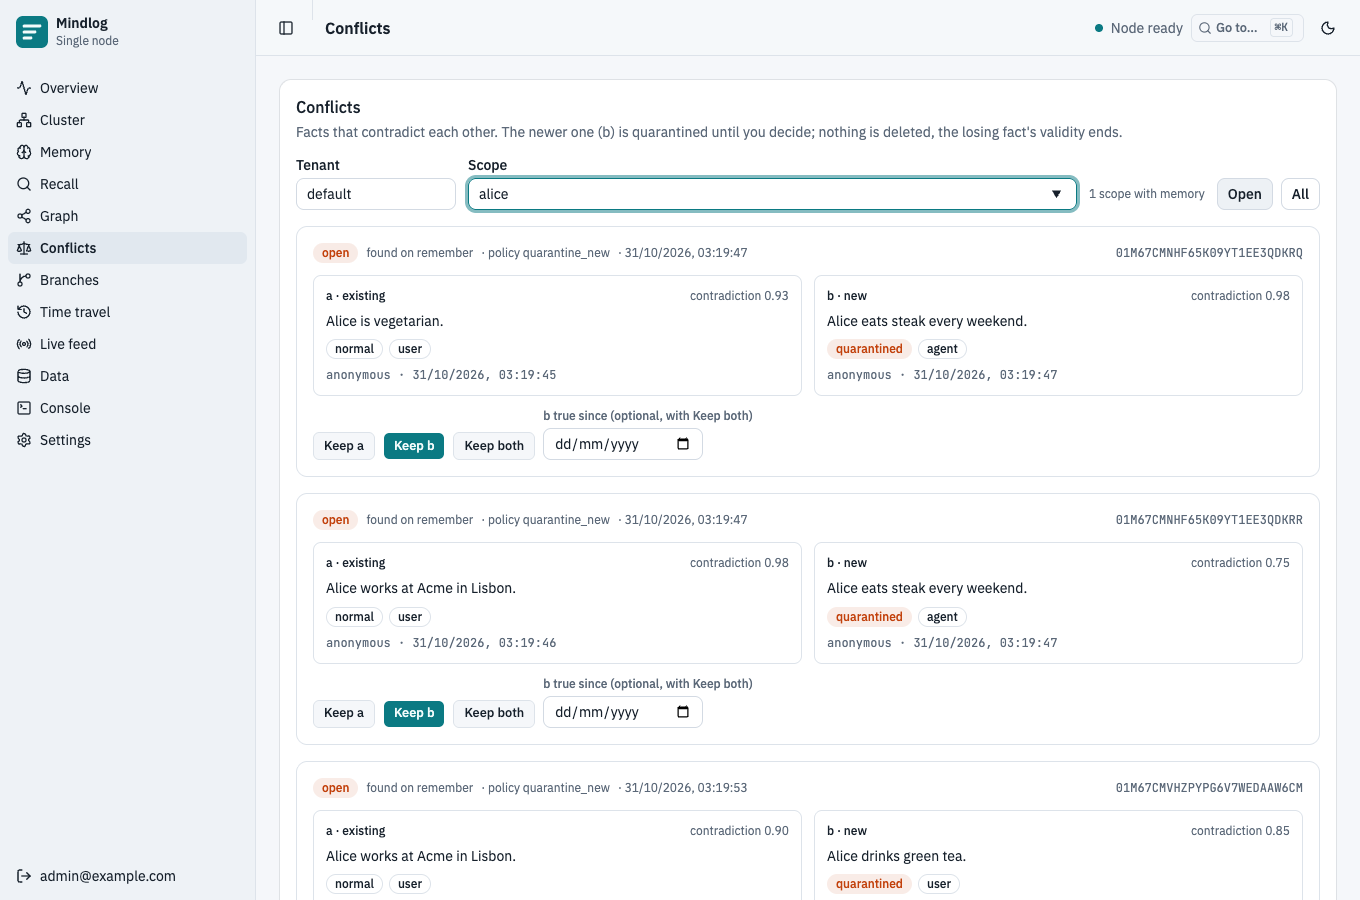 Mindlog
Single node
Overview
Cluster
Memory
Recall
Graph
Conflicts
Branches
Time travel
Live feed
Data
Console
Settings
admin@example.com
Conflicts
Node ready
Go to... ⌘K
Conflicts
Facts that contradict each other. The newer one (b) is quarantined until you decide; nothing is deleted, the losing fact's validity ends.
Tenant
default
Scope
alice
1 scope with memory
Open
All
open found on remember · policy quarantine_new · 31/10/2026, 03:19:47 01M67CMNHF65K09YT1EE3QDKRQ
a · existing contradiction 0.93
Alice is vegetarian.
normal user
anonymous · 31/10/2026, 03:19:45
b · new contradiction 0.98
Alice eats steak every weekend.
quarantined agent
anonymous · 31/10/2026, 03:19:47
b true since (optional, with Keep both)
Keep a Keep b Keep both dd/mm/yyyy
open found on remember · policy quarantine_new · 31/10/2026, 03:19:47 01M67CMNHF65K09YT1EE3QDKRR
a · existing contradiction 0.98
Alice works at Acme in Lisbon.
normal user
anonymous · 31/10/2026, 03:19:46
b · new contradiction 0.75
Alice eats steak every weekend.
quarantined agent
anonymous · 31/10/2026, 03:19:47
b true since (optional, with Keep both)
Keep a Keep b Keep both dd/mm/yyyy
open found on remember · policy quarantine_new · 31/10/2026, 03:19:53 01M67CMVHZPYPG6V7WEDAAW6CM
a · existing contradiction 0.90
Alice works at Acme in Lisbon.
normal user
b · new contradiction 0.85
Alice drinks green tea.
quarantined user